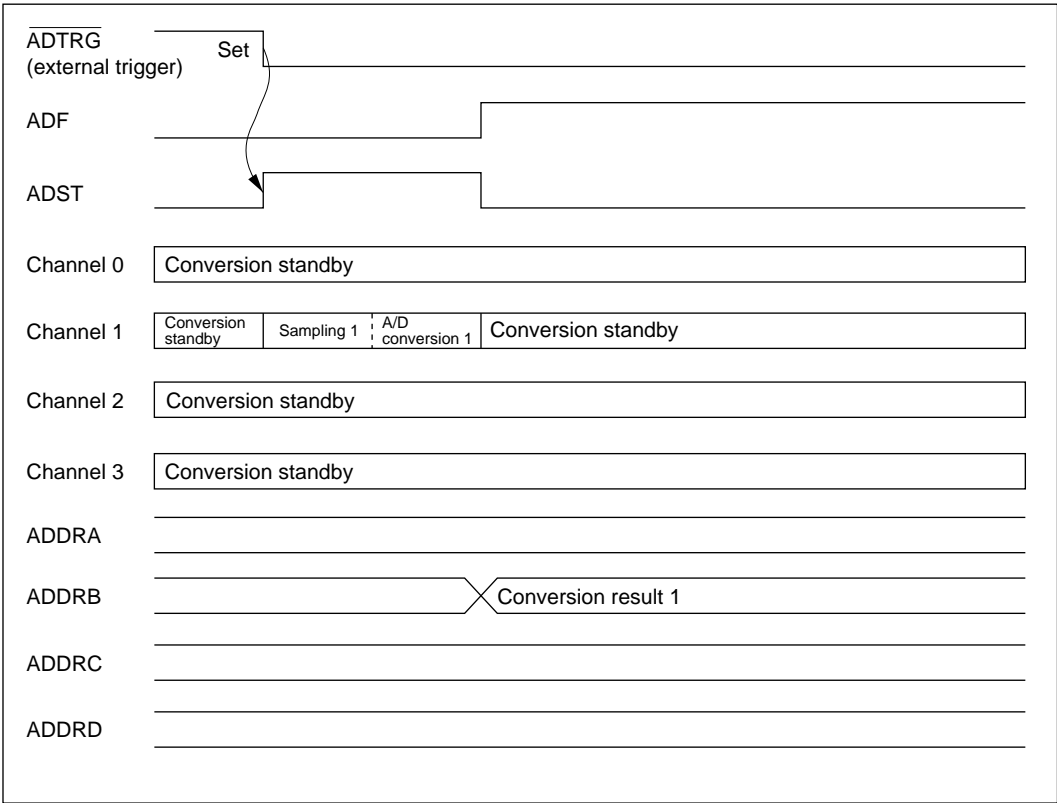 ADTRG
(external trigger)
Set
ADF
ADST
Channel 0
Conversion standby
Channel 1
Conversion
standby
Sampling 1
A/D
conversion 1
Conversion standby
Channel 2
Conversion standby
Channel 3
Conversion standby
ADDRA
ADDRB
Conversion result 1
ADDRC
ADDRD